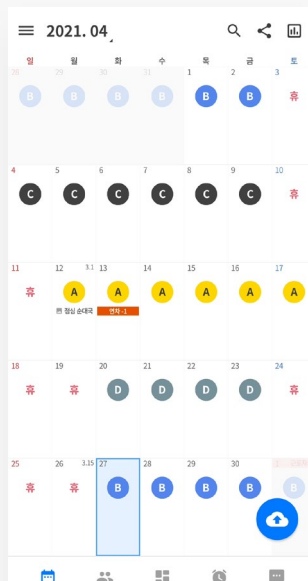 2021. 04
일 월 화 수 목 금 토
28 29 30 31 1 2 3
B B B B B B 휴
4 5 6 7 8 9 10
C C C C C C 휴
11 12 3.1 13 14 15 16 17
휴 A A A A A A
점심 순대국 연차 -1
18 19 20 21 22 23 24
휴 휴 D D D D 휴
25 26 3.15 27 28 29 30 1
휴 휴 B B B B B